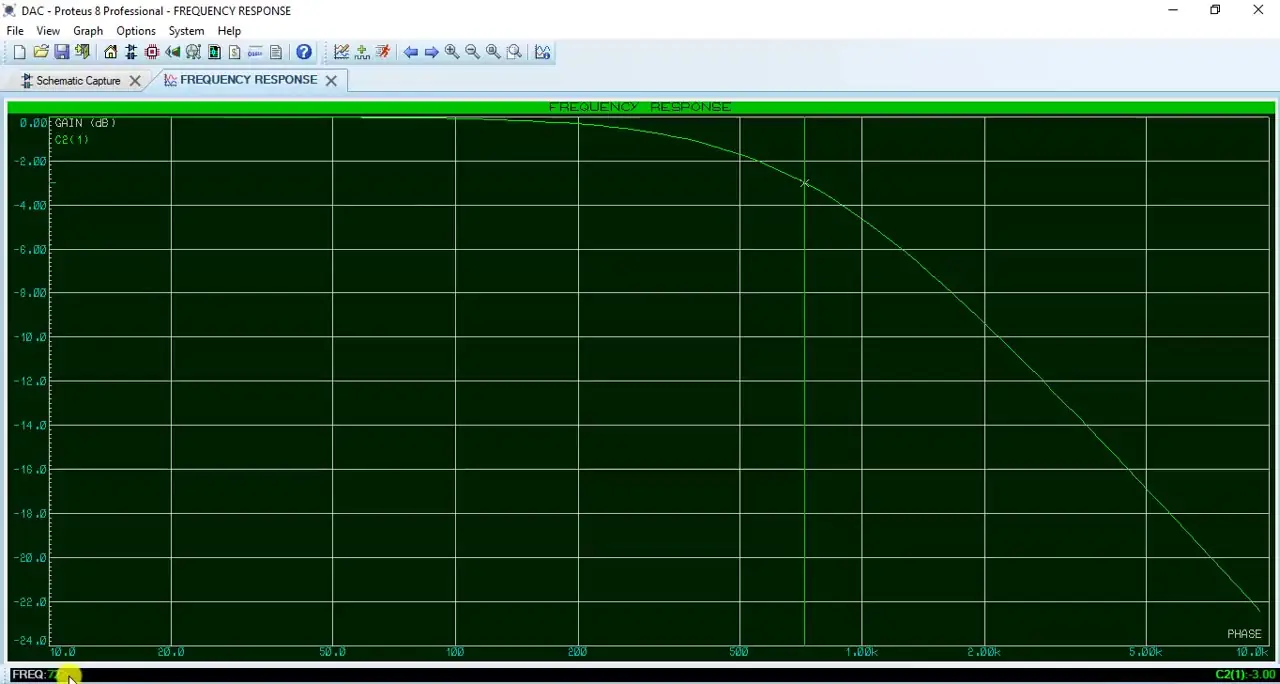 DAC - Proteus 8 Professional - FREQUENCY RESPONSE
File View Graph Options System Help
Schematic Capture FREQUENCY RESPONSE
FREQUENCY RESPONSE
0.00 GAIN (dB)
C2(1)
-2.00
-4.00
-6.00
-8.00
-10.0
-12.0
-14.0
-16.0
-18.0
-20.0
-22.0
PHASE
-24.0
10.0 20.0 50.0 100 200 500 1.00k 2.00k 5.00k 10.0k
FREQ: C2(1):-3.00